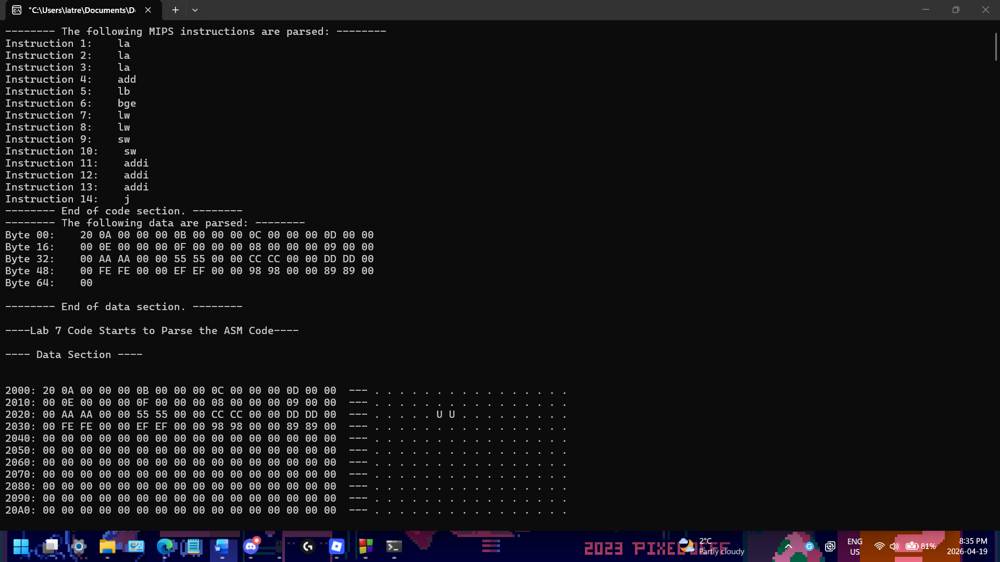 "C:\Users\latre\Documents\D
-------- The following MIPS instructions are parsed: --------
Instruction 1:    la
Instruction 2:    la
Instruction 3:    la
Instruction 4:    add
Instruction 5:    lb
Instruction 6:    bge
Instruction 7:    lw
Instruction 8:    lw
Instruction 9:    sw
Instruction 10:    sw
Instruction 11:    addi
Instruction 12:    addi
Instruction 13:    addi
Instruction 14:    j
-------- End of code section. --------
-------- The following data are parsed: --------
Byte 00:    20 0A 00 00 00 0B 00 00 00 0C 00 00 00 0D 00 00
Byte 16:    00 0E 00 00 00 0F 00 00 00 08 00 00 00 09 00 00
Byte 32:    00 AA AA 00 00 55 55 00 00 CC CC 00 00 DD DD 00
Byte 48:    00 FE FE 00 00 EF EF 00 00 98 98 00 00 89 89 00
Byte 64:    00
-------- End of data section. --------
----Lab 7 Code Starts to Parse the ASM Code----
---- Data Section ----
2000: 20 0A 00 00 00 0B 00 00 00 0C 00 00 00 0D 00 00  --- . . . . . . . . . . . . . . . .
2010: 00 0E 00 00 00 0F 00 00 00 08 00 00 00 09 00 00  --- . . . . . . . . . . . . . . . .
2020: 00 AA AA 00 00 55 55 00 00 CC CC 00 00 DD DD 00  --- . . . . . U U . . . . . . . . .
2030: 00 FE FE 00 00 EF EF 00 00 98 98 00 00 89 89 00  --- . . . . . . . . . . . . . . . .
2040: 00 00 00 00 00 00 00 00 00 00 00 00 00 00 00 00  --- . . . . . . . . . . . . . . . .
2050: 00 00 00 00 00 00 00 00 00 00 00 00 00 00 00 00  --- . . . . . . . . . . . . . . . .
2060: 00 00 00 00 00 00 00 00 00 00 00 00 00 00 00 00  --- . . . . . . . . . . . . . . . .
2070: 00 00 00 00 00 00 00 00 00 00 00 00 00 00 00 00  --- . . . . . . . . . . . . . . . .
2080: 00 00 00 00 00 00 00 00 00 00 00 00 00 00 00 00  --- . . . . . . . . . . . . . . . .
2090: 00 00 00 00 00 00 00 00 00 00 00 00 00 00 00 00  --- . . . . . . . . . . . . . . . .
20A0: 00 00 00 00 00 00 00 00 00 00 00 00 00 00 00 00  --- . . . . . . . . . . . . . . . .
2023
2°C
Partly cloudy
ENG
US
81%
8:35 PM
2026-04-19